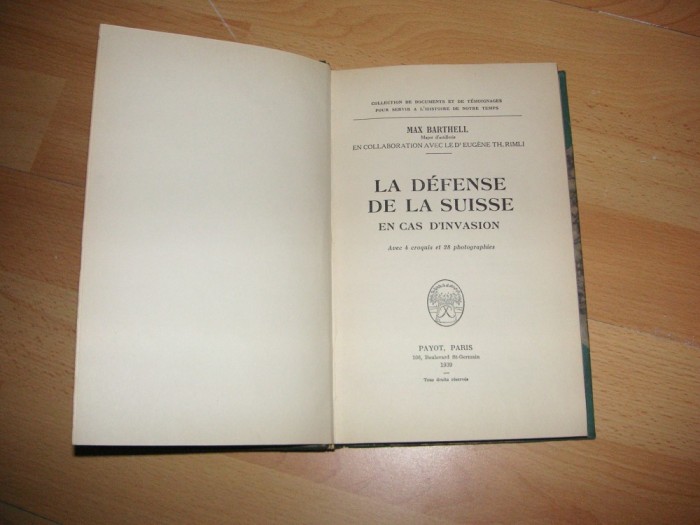 COLLECTION DE DOCUMENTS ET DE TÉMOIGNAGES
POUR SERVIR A L'HISTOIRE DE NOTRE TEMPS
MAX BARTHELL
Major d'artillerie
EN COLLABORATION AVEC LE Dr EUGÈNE TH. RIMLI
LA DÉFENSE
DE LA SUISSE
EN CAS D'INVASION
Avec 4 croquis et 38 photographies
PAYOT, PARIS
106, Boulevard St-Germain
1939
Tous droits réservés